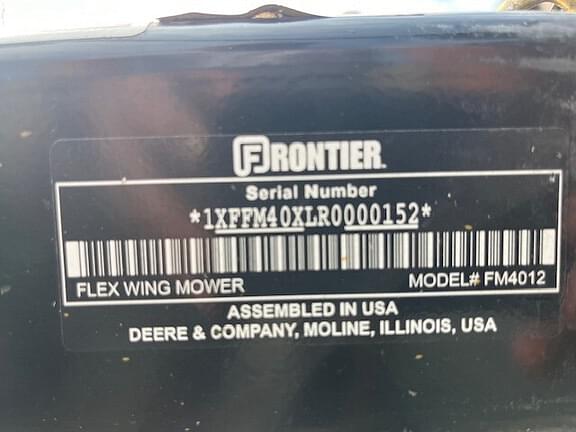 FRONTIER
Serial Number
*1XFFM40XLR0000152*
FLEX WING MOWER MODEL# FM4012
ASSEMBLED IN USA
DEERE & COMPANY, MOLINE, ILLINOIS, USA